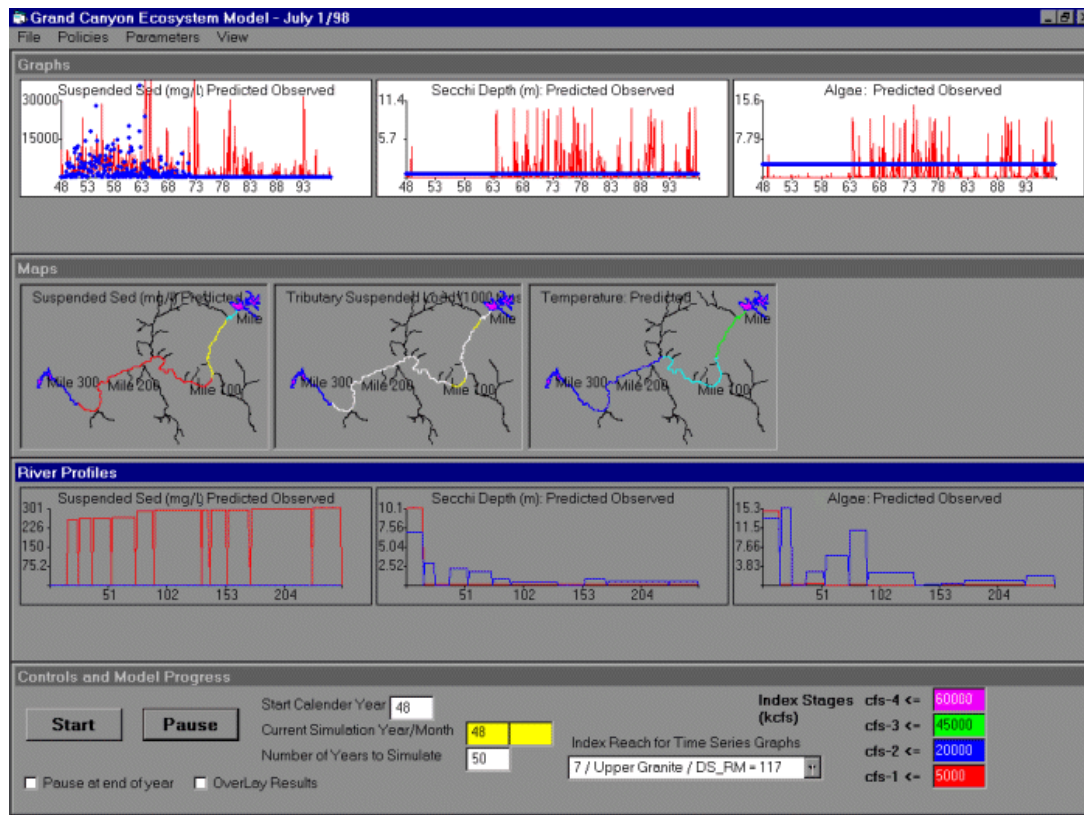 Grand Canyon Ecosystem Model - July 1/98
File Policies Parameters View
Graphs
Suspended Sed (mg/l) Predicted Observed
30000
15000
48 53 58 63 68 73 78 83 88 93
Secchi Depth (m): Predicted Observed
11.4
5.7
48 53 58 63 68 73 78 83 88 93
Algae: Predicted Observed
15.6
7.79
48 53 58 63 68 73 78 83 88 93
Maps
Suspended Sed (mg/l) Predicted
Mile
Mile 300 Mile 200 Mile 100
Tributary Suspended Load (1000
Mile
Mile 300 Mile 200 Mile 100
Temperature: Predicted
Mile
Mile 300 Mile 200 Mile 100
River Profiles
Suspended Sed (mg/l) Predicted Observed
301
226
150
75.2
51 102 153 204
Secchi Depth (m): Predicted Observed
10.1
7.56
5.04
2.52
51 102 153 204
Algae: Predicted Observed
15.3
11.5
7.66
3.83
51 102 153 204
Controls and Model Progress
Start
Pause
Pause at end of year
OverLay Results
Start Calender Year 48
Current Simulation Year/Month 48
Number of Years to Simulate 50
Index Reach for Time Series Graphs
7 / Upper Granite / DS_RM = 117
Index Stages
(kcfs)
cfs-4 <= 60000
cfs-3 <= 45000
cfs-2 <= 20000
cfs-1 <= 5000